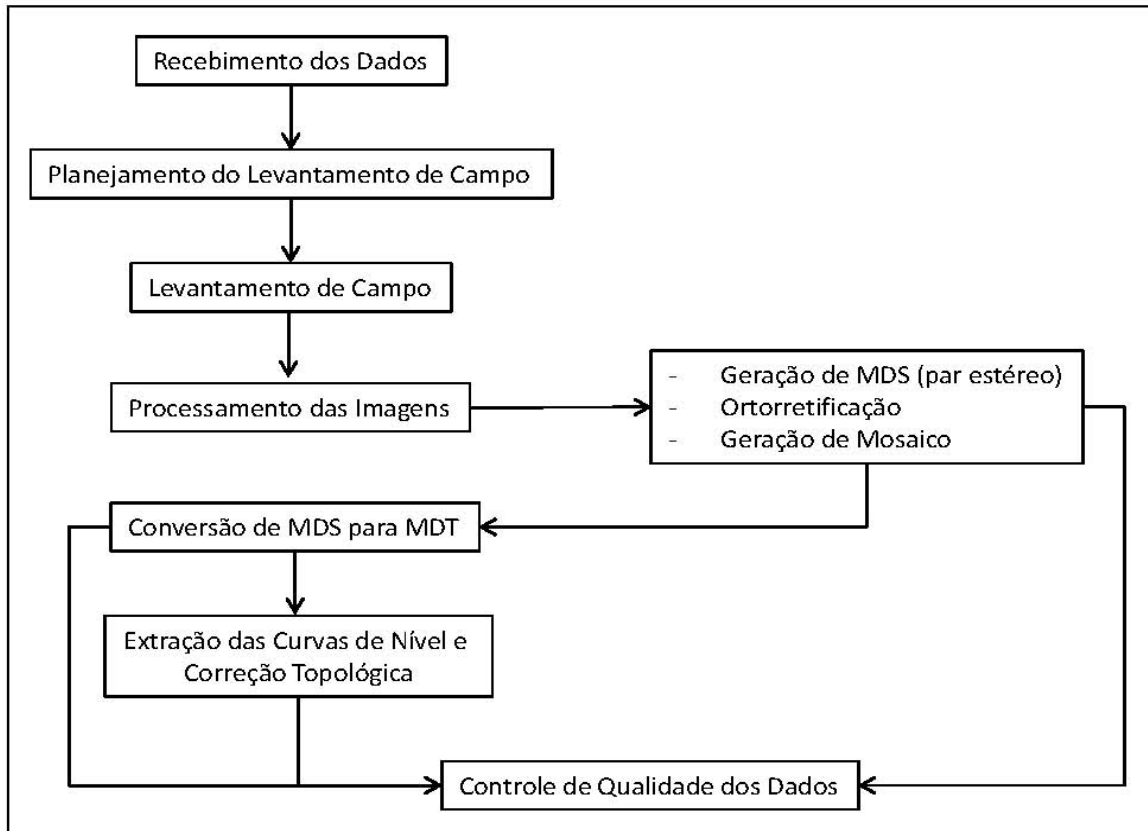 Recebimento dos Dados
Planejamento do Levantamento de Campo
Levantamento de Campo
Processamento das Imagens
- Geração de MDS (par estéreo)
- Ortorretificação
- Geração de Mosaico
Conversão de MDS para MDT
Extração das Curvas de Nível e
Correção Topológica
Controle de Qualidade dos Dados